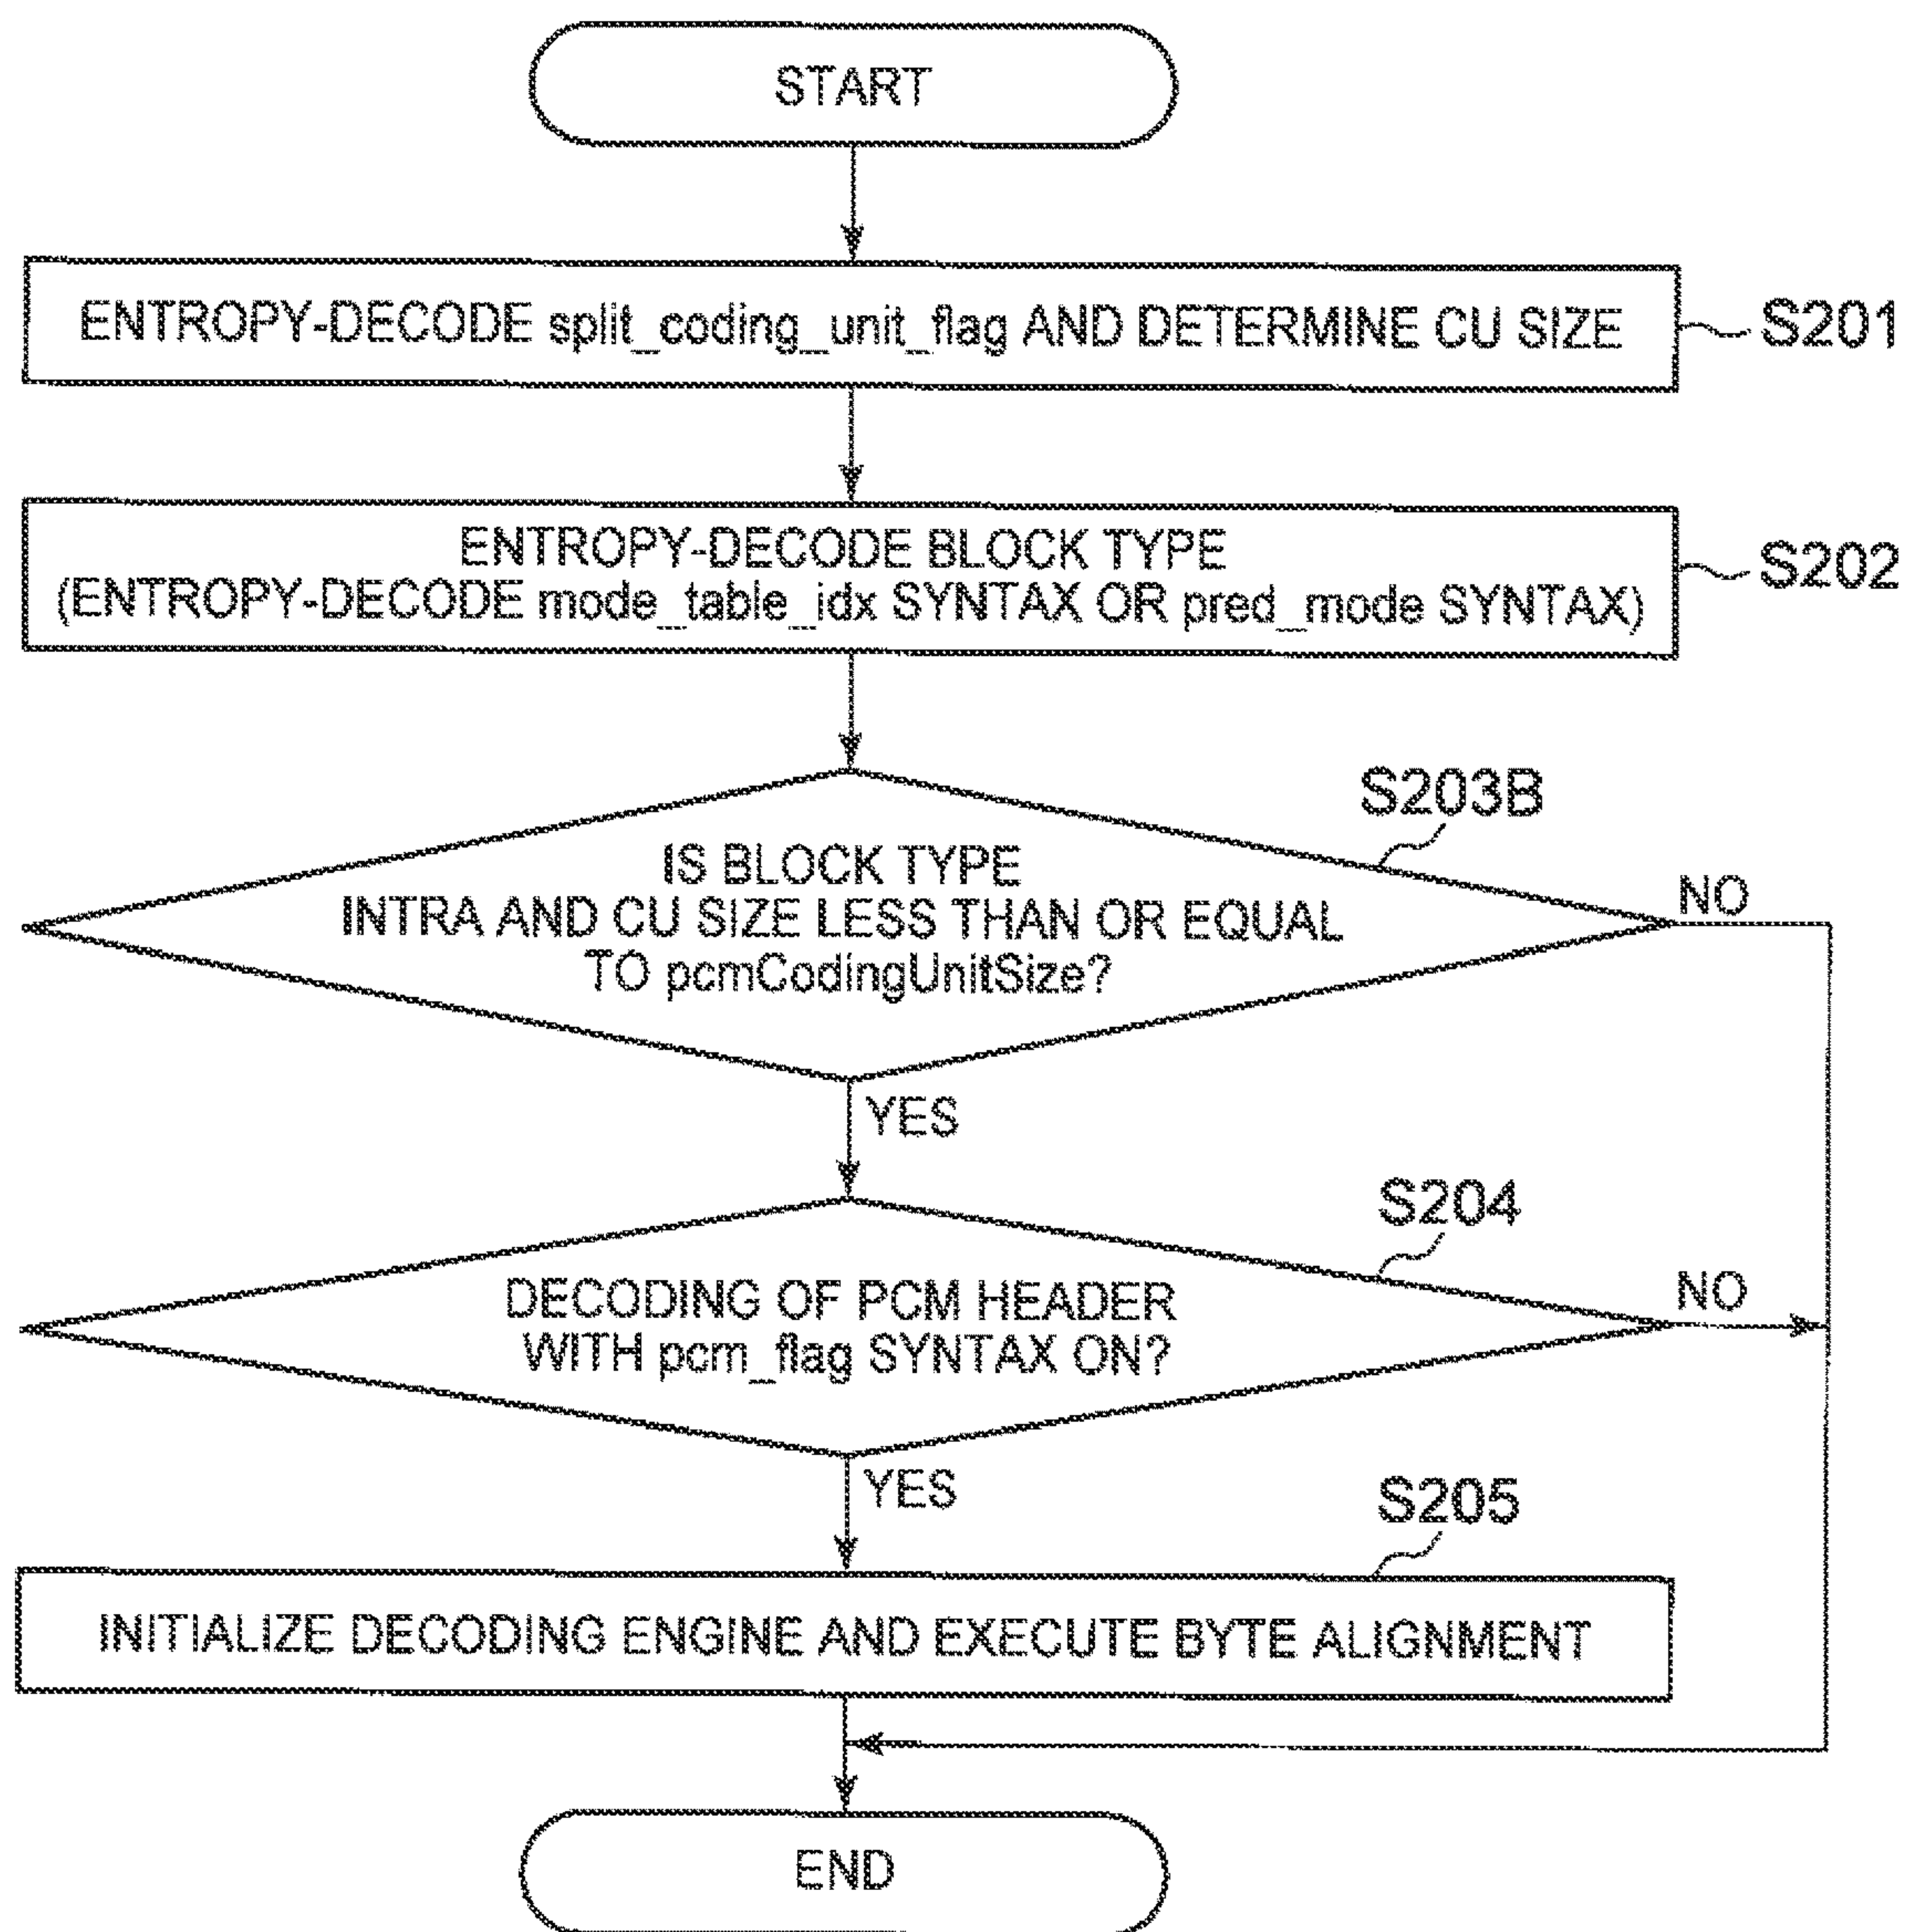 START
ENTROPY-DECODE split_coding_unit_flag AND DETERMINE CU SIZE
S201
ENTROPY-DECODE BLOCK TYPE
(ENTROPY-DECODE mode_table_idx SYNTAX OR pred_mode SYNTAX)
S202
S203B
IS BLOCK TYPE
INTRA AND CU SIZE LESS THAN OR EQUAL
TO pcmCodingUnitSize?
NO
YES
S204
DECODING OF PCM HEADER
WITH pcm_flag SYNTAX ON?
NO
YES
S205
INITIALIZE DECODING ENGINE AND EXECUTE BYTE ALIGNMENT
END